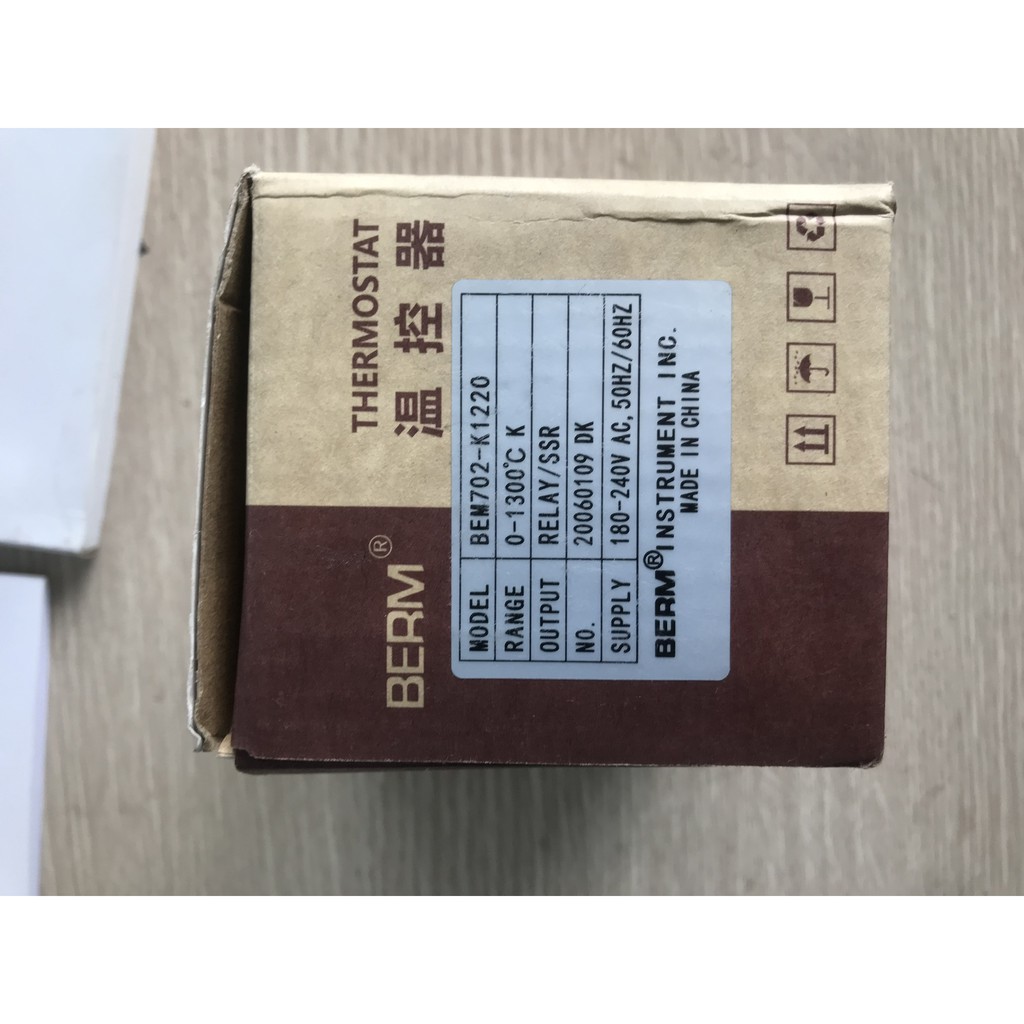 BERM®
THERMOSTAT
温控器
MODEL BEM702-K1220
RANGE 0-1300℃ K
OUTPUT RELAY/SSR
NO. 20060109 DK
SUPPLY 180-240V AC, 50HZ/60HZ
BERM® INSTRUMENT INC.
MADE IN CHINA